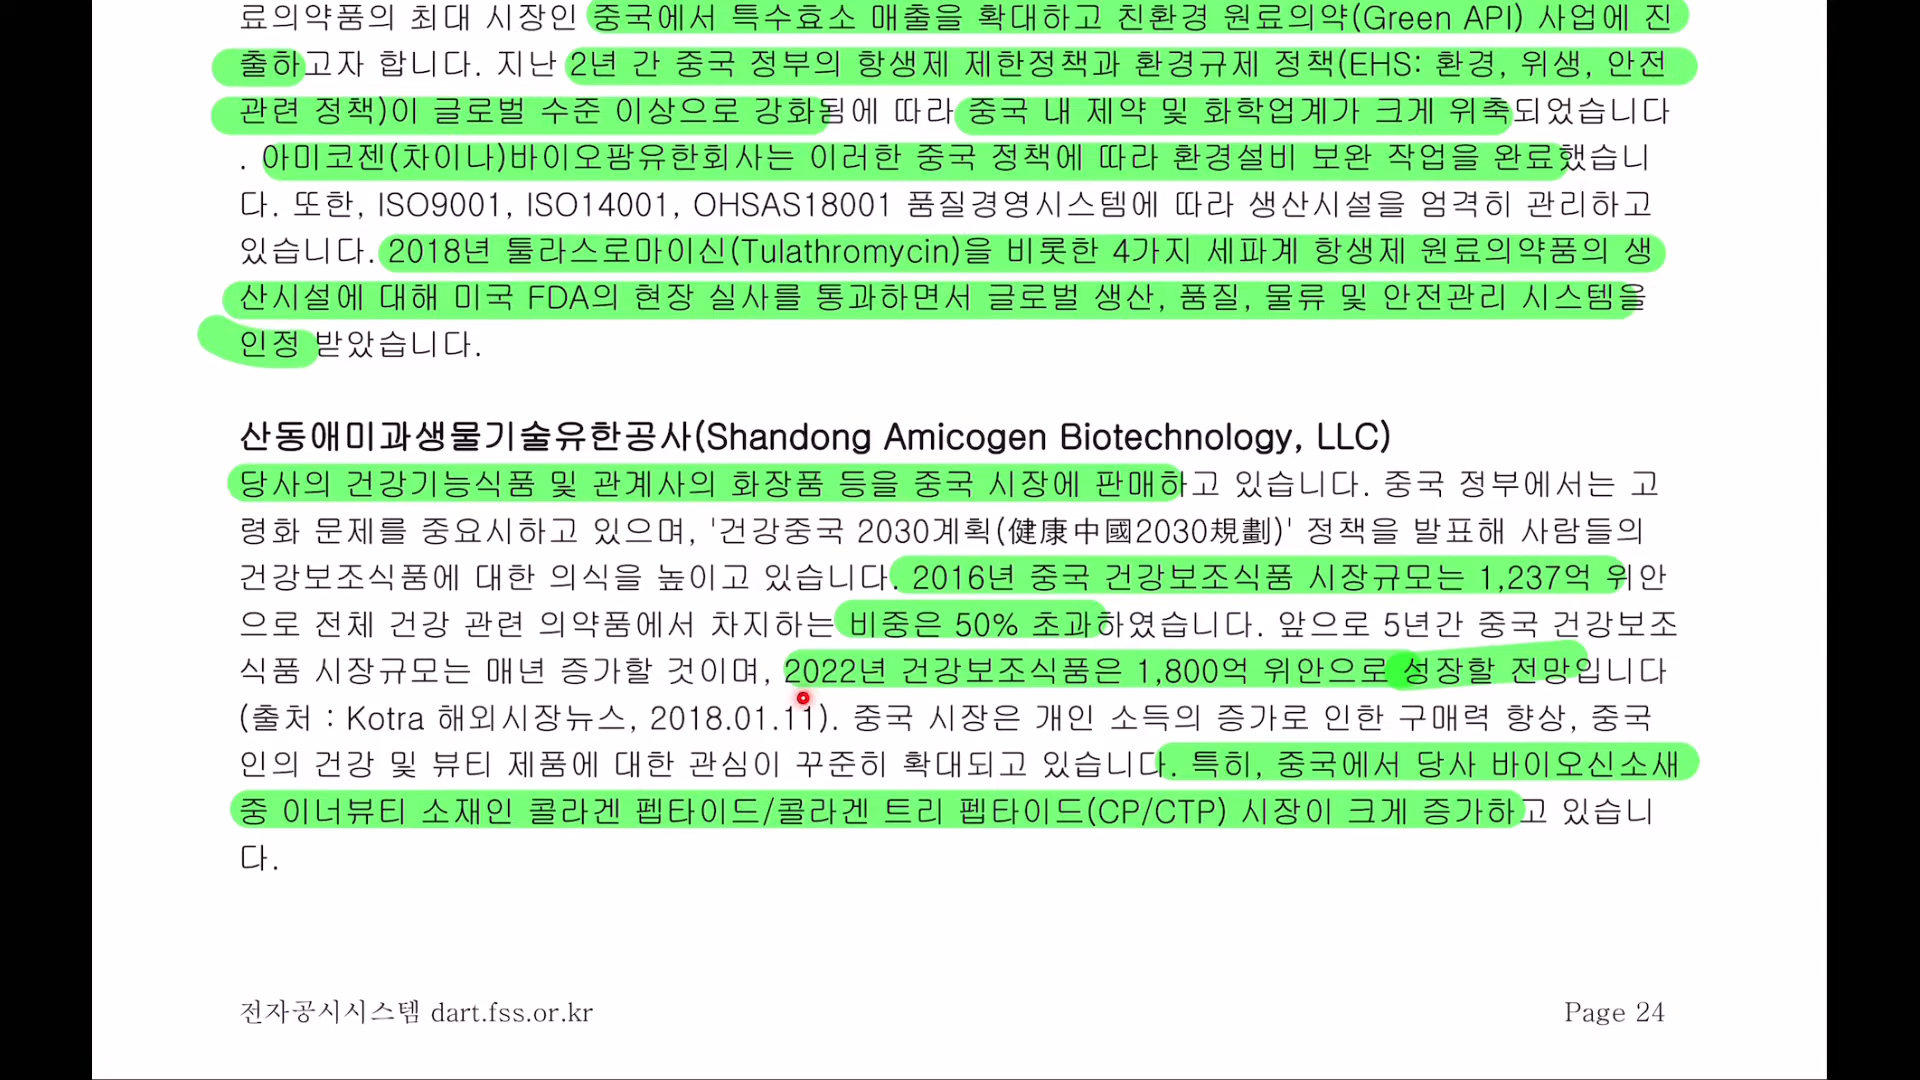 료의약품의 최대 시장인 중국에서 특수효소 매출을 확대하고 친환경 원료의약(Green API) 사업에 진
출하고자 합니다. 지난 2년 간 중국 정부의 항생제 제한정책과 환경규제 정책(EHS: 환경, 위생, 안전
관련 정책)이 글로벌 수준 이상으로 강화됨에 따라 중국 내 제약 및 화학업계가 크게 위축되었습니다
. 아미코젠(차이나)바이오팜유한회사는 이러한 중국 정책에 따라 환경설비 보완 작업을 완료했습니
다. 또한, ISO9001, ISO14001, OHSAS18001 품질경영시스템에 따라 생산시설을 엄격히 관리하고
있습니다. 2018년 툴라스로마이신(Tulathromycin)을 비롯한 4가지 세파계 항생제 원료의약품의 생
산시설에 대해 미국 FDA의 현장 실사를 통과하면서 글로벌 생산, 품질, 물류 및 안전관리 시스템을
인정 받았습니다.
산동애미과생물기술유한공사(Shandong Amicogen Biotechnology, LLC)
당사의 건강기능식품 및 관계사의 화장품 등을 중국 시장에 판매하고 있습니다. 중국 정부에서는 고
령화 문제를 중요시하고 있으며, '건강중국 2030계획(健康中國2030規劃)' 정책을 발표해 사람들의
건강보조식품에 대한 의식을 높이고 있습니다. 2016년 중국 건강보조식품 시장규모는 1,237억 위안
으로 전체 건강 관련 의약품에서 차지하는 비중은 50% 초과하였습니다. 앞으로 5년간 중국 건강보조
식품 시장규모는 매년 증가할 것이며, 2022년 건강보조식품은 1,800억 위안으로 성장할 전망입니다
(출처 : Kotra 해외시장뉴스, 2018.01.11). 중국 시장은 개인 소득의 증가로 인한 구매력 향상, 중국
인의 건강 및 뷰티 제품에 대한 관심이 꾸준히 확대되고 있습니다. 특히, 중국에서 당사 바이오신소새
중 이너뷰티 소재인 콜라겐 펩타이드/콜라겐 트리 펩타이드(CP/CTP) 시장이 크게 증가하고 있습니
다.
전자공시시스템 dart.fss.or.kr
Page 24